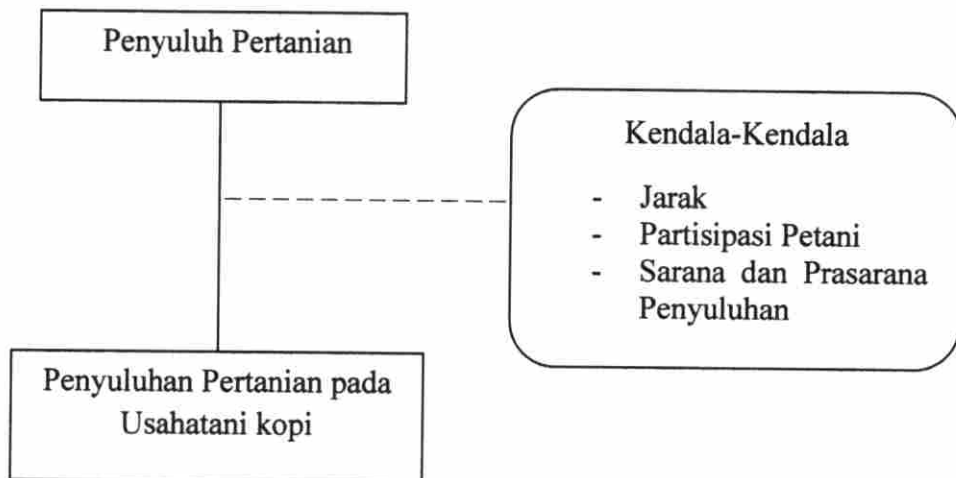 Penyuluh Pertanian
Kendala-Kendala
- Jarak
- Partisipasi Petani
- Sarana dan Prasarana
Penyuluhan
Penyuluhan Pertanian pada
Usahatani kopi